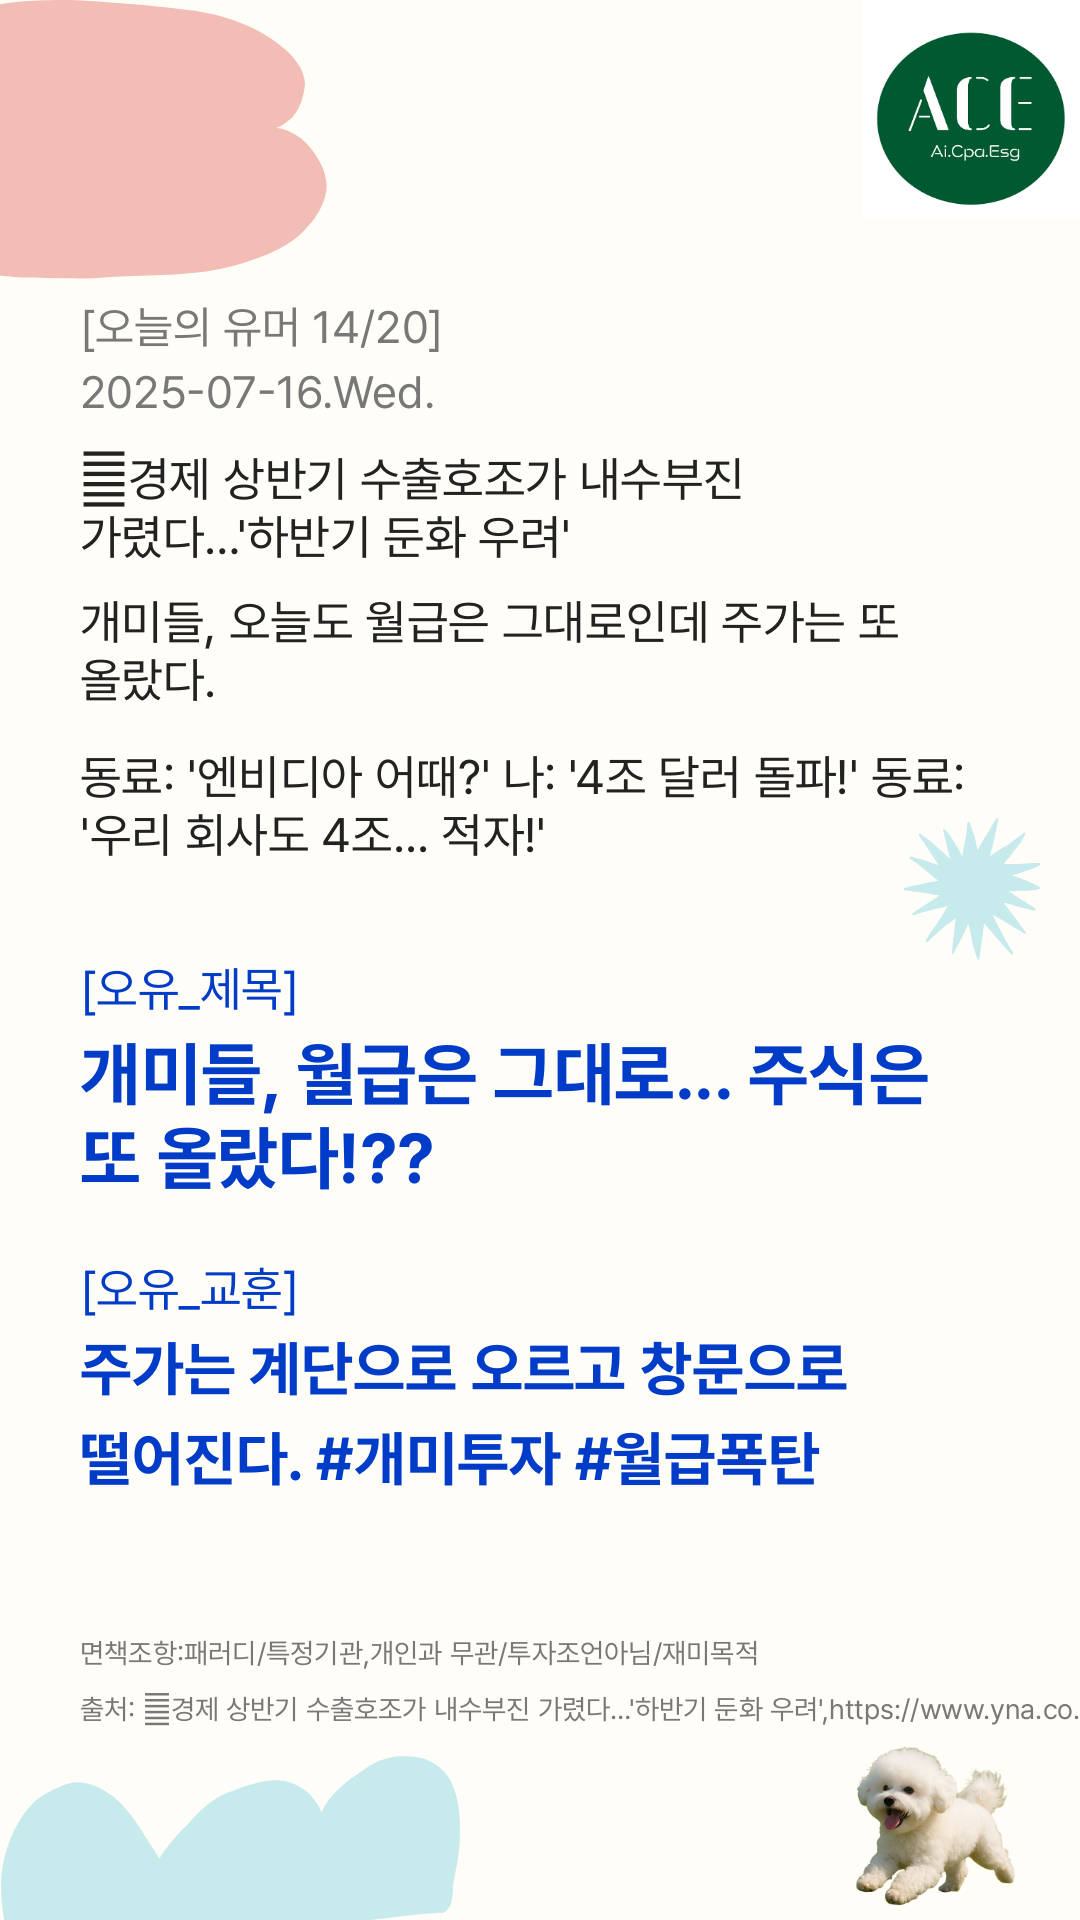 ACE
Ai.Cpa.Esg
[오늘의 유머 14/20]
2025-07-16.Wed.
경제 상반기 수출호조가 내수부진
가렸다...'하반기 둔화 우려'
개미들, 오늘도 월급은 그대로인데 주가는 또
올랐다.
동료: '엔비디아 어때?' 나: '4조 달러 돌파!' 동료:
'우리 회사도 4조... 적자!'
[오유_제목]
개미들, 월급은 그대로... 주식은
또 올랐다!??
[오유_교훈]
주가는 계단으로 오르고 창문으로
떨어진다. #개미투자 #월급폭탄
면책조항:패러디/특정기관,개인과 무관/투자조언아님/재미목적
출처: 경제 상반기 수출호조가 내수부진 가렸다...'하반기 둔화 우려',https://www.yna.co.